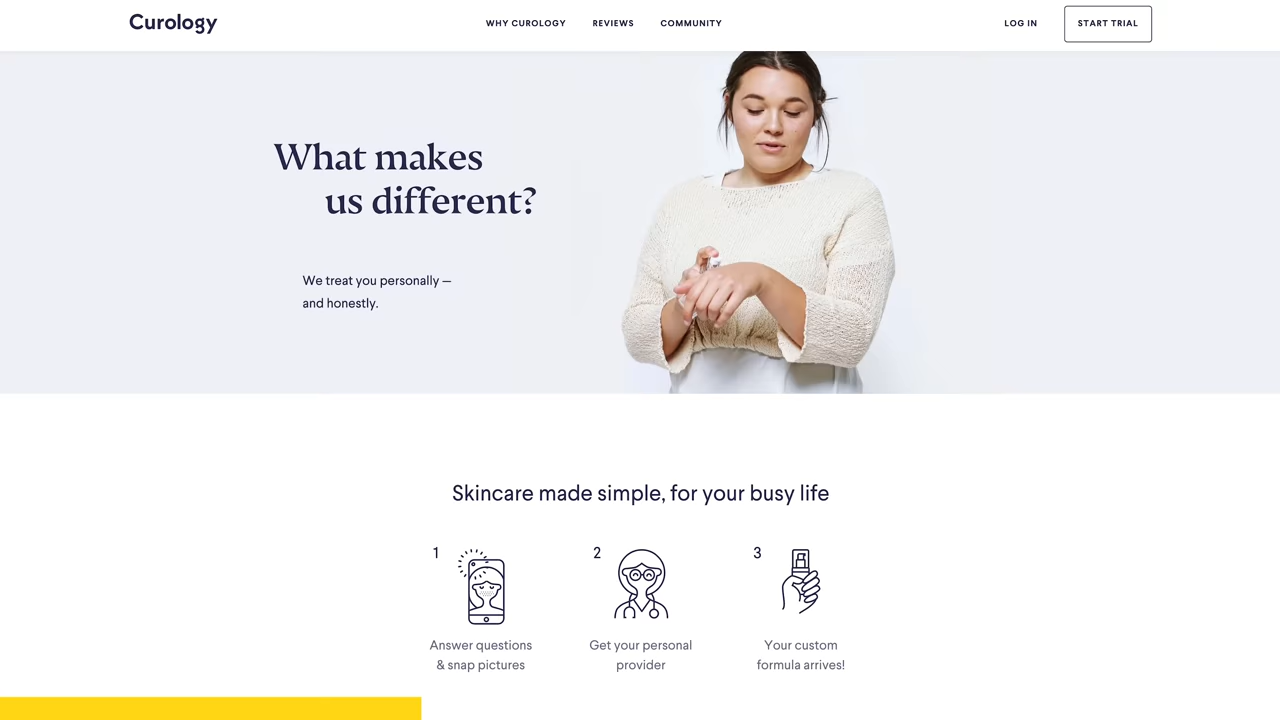 Curology
WHY CUROLOGY
REVIEWS
COMMUNITY
LOG IN
START TRIAL
What makes
us different?
We treat you personally —
and honestly.
Skincare made simple, for your busy life
1
Answer questions
& snap pictures
2
Get your personal
provider
3
Your custom
formula arrives!